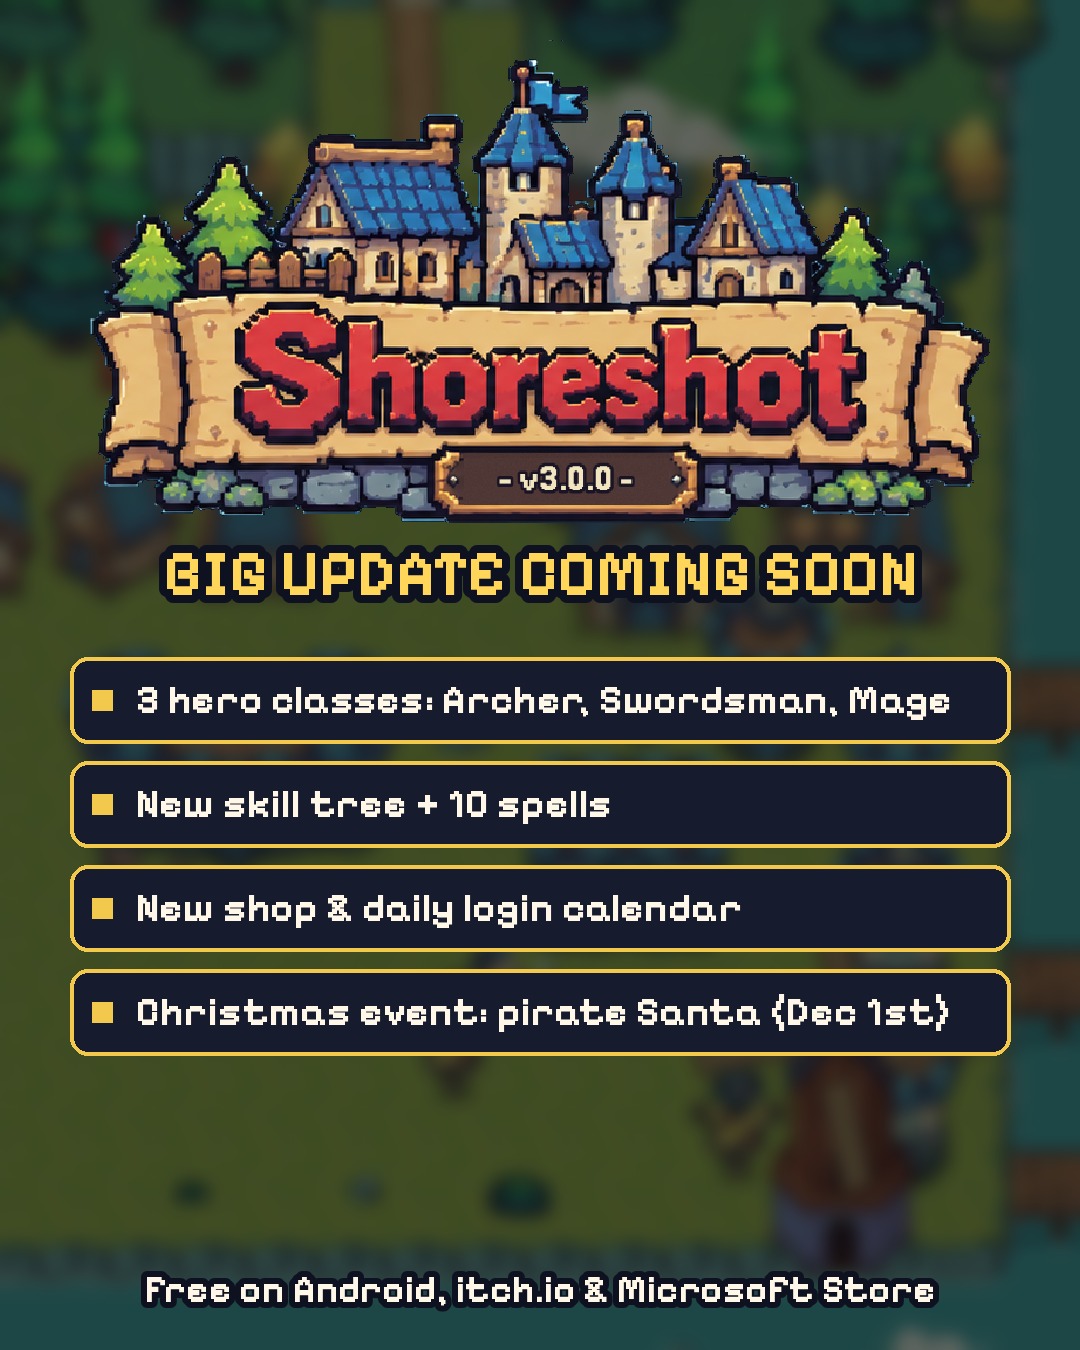 Shoreshot
- v3.0.0 -
BIG UPDATE COMING SOON
3 hero classes: Archer, Swordsman, Mage
New skill tree + 10 spells
New shop & daily login calendar
Christmas event: pirate Santa (Dec 1st)
Free on Android, itch.io & Microsoft Store